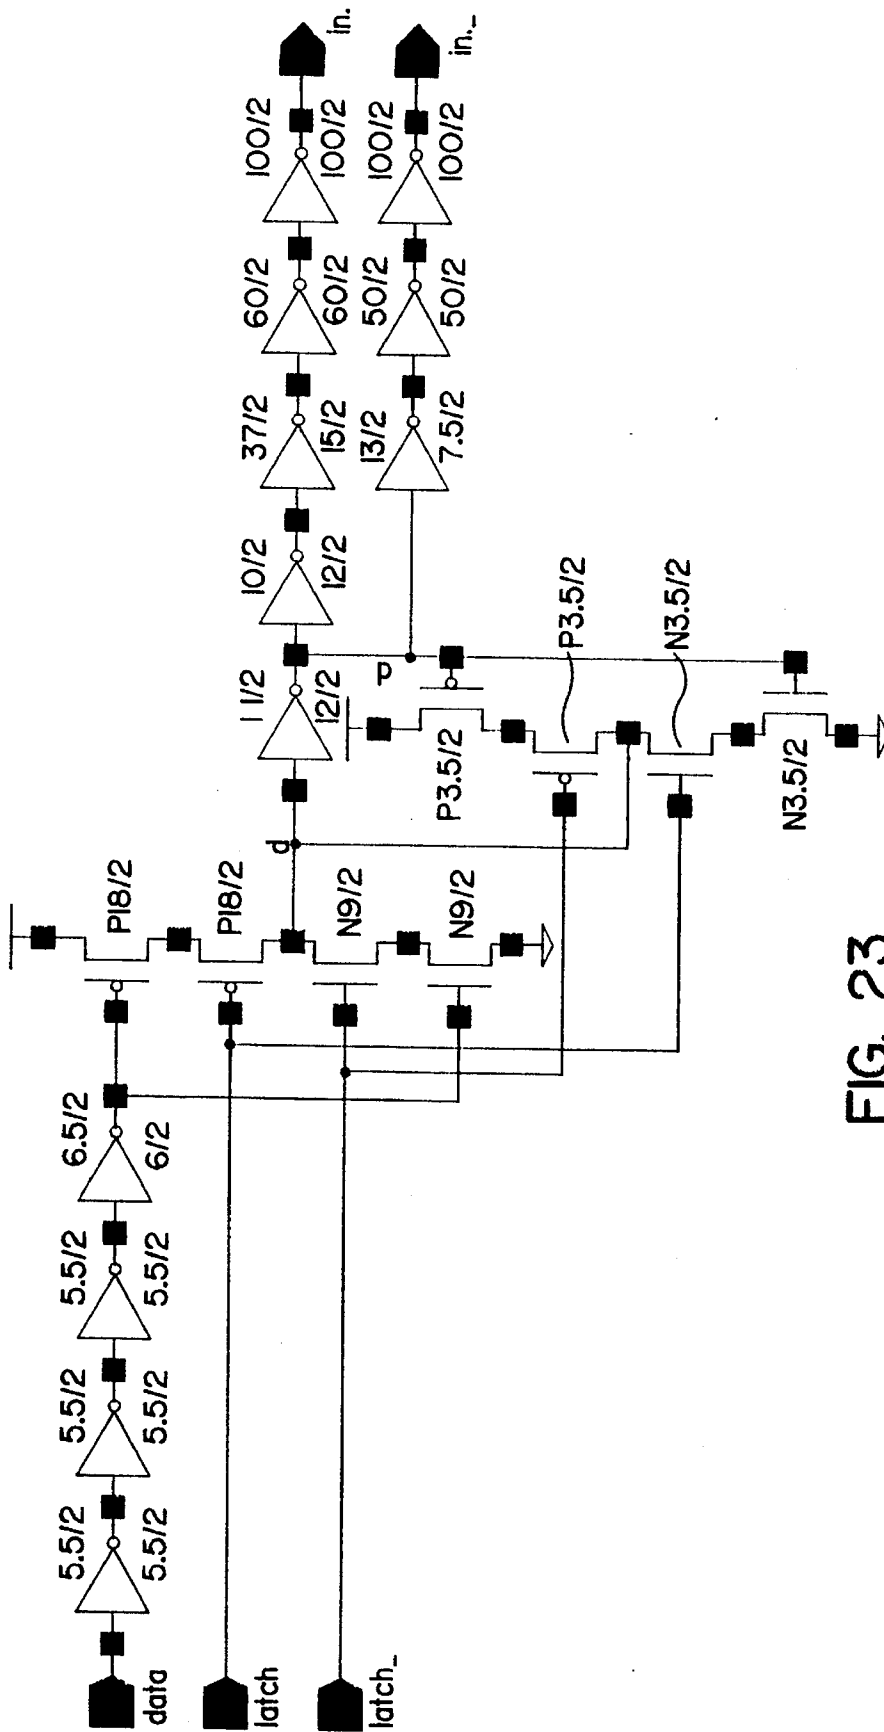 data
latch
latch_
5.5/2
5.5/2
5.5/2
5.5/2
5.5/2
5.5/2
6.5/2
6/2
P18/2
P18/2
N9/2
N9/2
d
11/2
12/2
p
10/2
12/2
37/2
15/2
60/2
60/2
100/2
100/2
in.
13/2
7.5/2
50/2
50/2
100/2
100/2
in._
P3.5/2
P3.5/2
N3.5/2
N3.5/2
FIG. 23